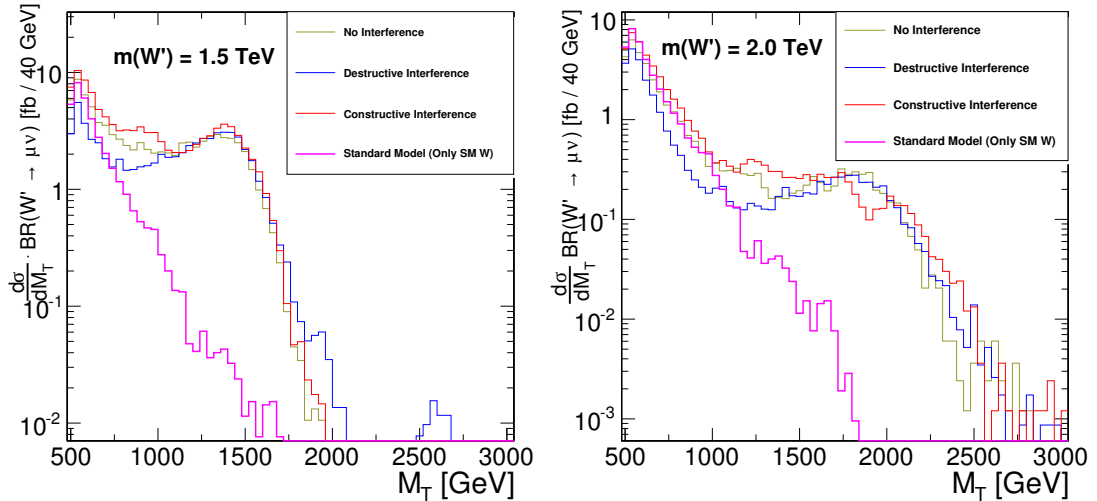 dσ/dM_T · BR(W' → μν) [fb / 40 GeV]
10
1
10⁻¹
10⁻²
m(W') = 1.5 TeV
No Interference
Destructive Interference
Constructive Interference
Standard Model (Only SM W)
500 1000 1500 2000 2500 3000
M_T [GeV]
dσ/dM_T BR(W' → μν) [fb / 40 GeV]
10
1
10⁻¹
10⁻²
10⁻³
m(W') = 2.0 TeV
No Interference
Destructive Interference
Constructive Interference
Standard Model (Only SM W)
500 1000 1500 2000 2500 3000
M_T [GeV]